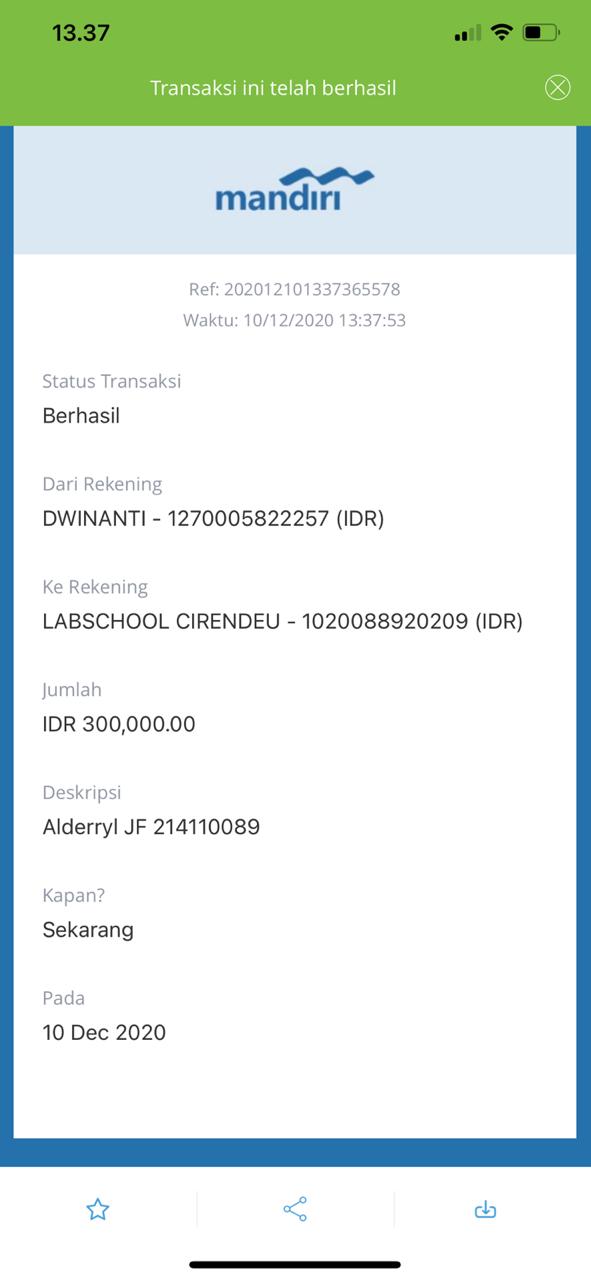 13.37
Transaksi ini telah berhasil
mandırı
Ref: 202012101337365578
Waktu: 10/12/2020 13:37:53
Status Transaksi
Berhasil
Dari Rekening
DWINANTI - 1270005822257 (IDR)
Ke Rekening
LABSCHOOL CIRENDEU - 1020088920209 (IDR)
Jumlah
IDR 300,000.00
Deskripsi
Alderryl JF 214110089
Kapan?
Sekarang
Pada
10 Dec 2020